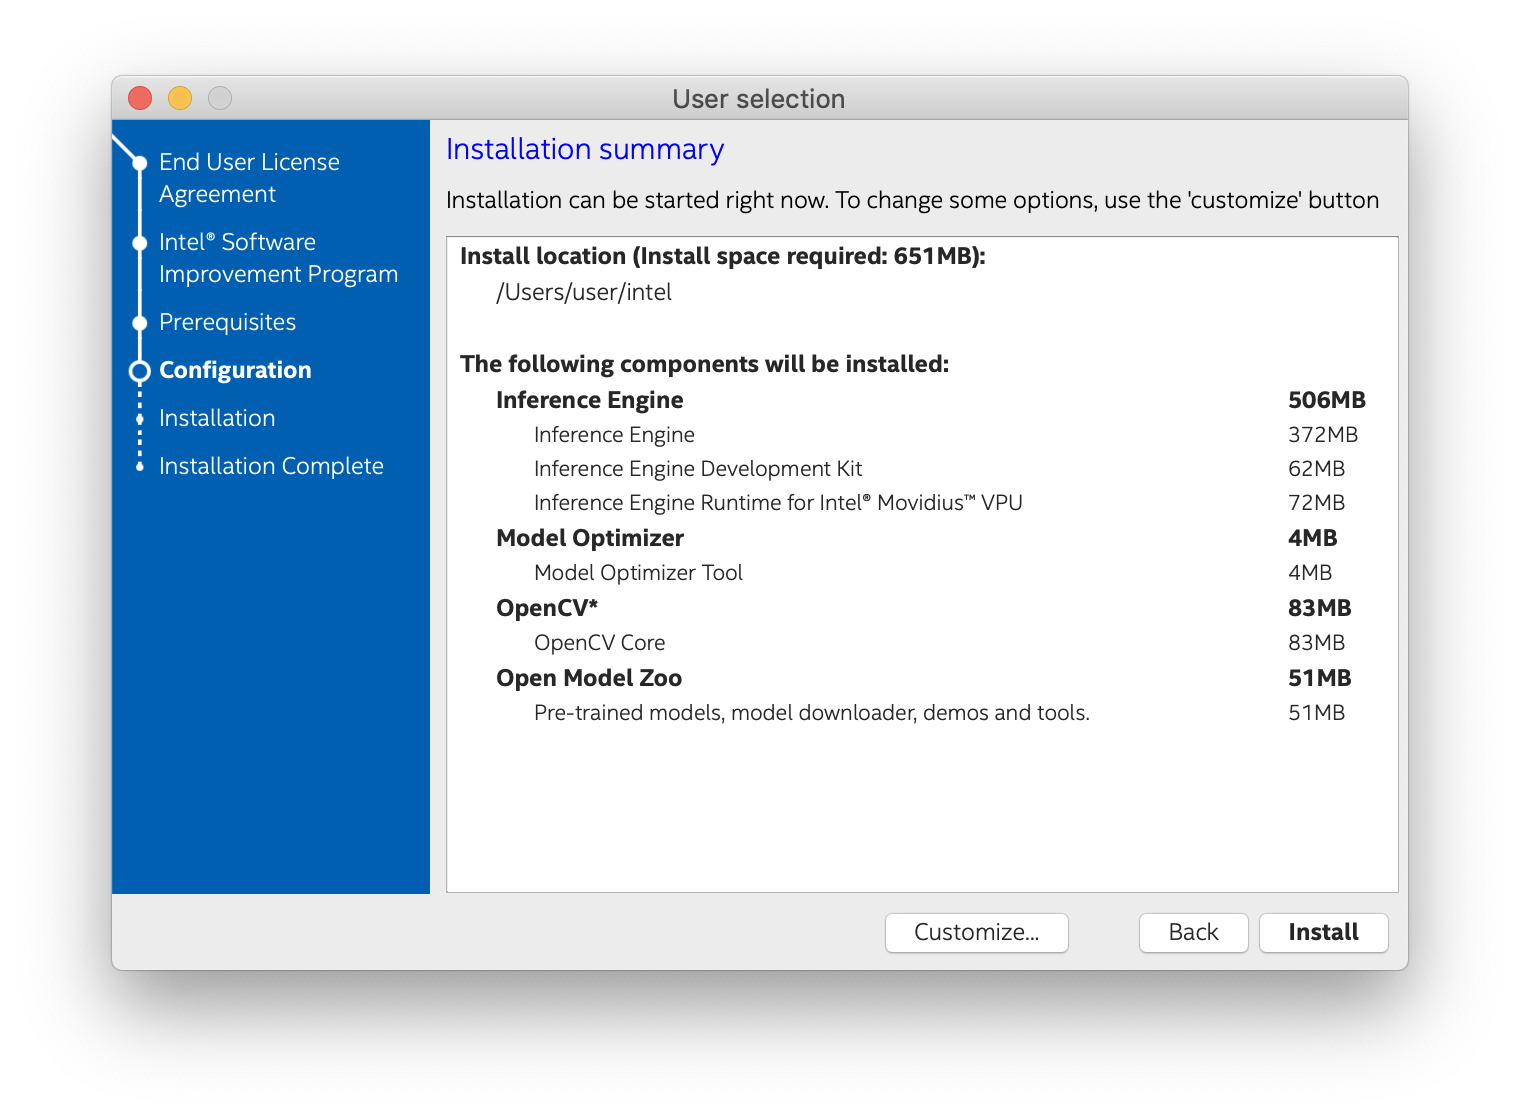 User selection
End User License
Agreement
Intel® Software
Improvement Program
Prerequisites
Configuration
Installation
Installation Complete
Installation summary
Installation can be started right now. To change some options, use the 'customize' button
Install location (Install space required: 651MB):
/Users/user/intel
The following components will be installed:
Inference Engine 506MB
Inference Engine 372MB
Inference Engine Development Kit 62MB
Inference Engine Runtime for Intel® Movidius™ VPU 72MB
Model Optimizer 4MB
Model Optimizer Tool 4MB
OpenCV* 83MB
OpenCV Core 83MB
Open Model Zoo 51MB
Pre-trained models, model downloader, demos and tools. 51MB
Customize... Back Install